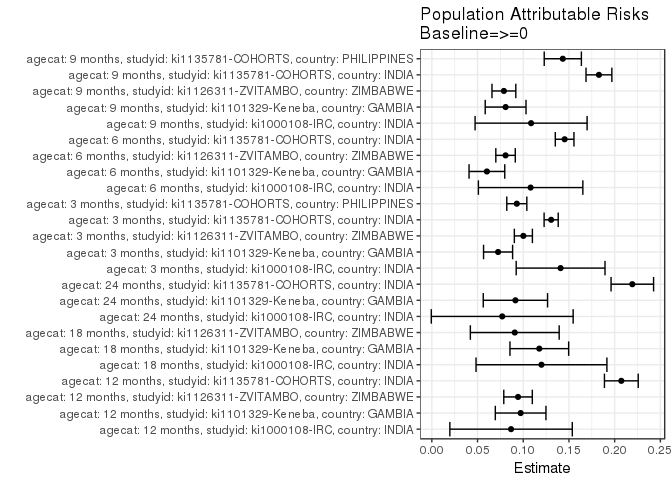 Population Attributable Risks
Baseline=>=0
agecat: 9 months, studyid: ki1135781-COHORTS, country: PHILIPPINES
agecat: 9 months, studyid: ki1135781-COHORTS, country: INDIA
agecat: 9 months, studyid: ki1126311-ZVITAMBO, country: ZIMBABWE
agecat: 9 months, studyid: ki1101329-Keneba, country: GAMBIA
agecat: 9 months, studyid: ki1000108-IRC, country: INDIA
agecat: 6 months, studyid: ki1135781-COHORTS, country: INDIA
agecat: 6 months, studyid: ki1126311-ZVITAMBO, country: ZIMBABWE
agecat: 6 months, studyid: ki1101329-Keneba, country: GAMBIA
agecat: 6 months, studyid: ki1000108-IRC, country: INDIA
agecat: 3 months, studyid: ki1135781-COHORTS, country: PHILIPPINES
agecat: 3 months, studyid: ki1135781-COHORTS, country: INDIA
agecat: 3 months, studyid: ki1126311-ZVITAMBO, country: ZIMBABWE
agecat: 3 months, studyid: ki1101329-Keneba, country: GAMBIA
agecat: 3 months, studyid: ki1000108-IRC, country: INDIA
agecat: 24 months, studyid: ki1135781-COHORTS, country: INDIA
agecat: 24 months, studyid: ki1101329-Keneba, country: GAMBIA
agecat: 24 months, studyid: ki1000108-IRC, country: INDIA
agecat: 18 months, studyid: ki1126311-ZVITAMBO, country: ZIMBABWE
agecat: 18 months, studyid: ki1101329-Keneba, country: GAMBIA
agecat: 18 months, studyid: ki1000108-IRC, country: INDIA
agecat: 12 months, studyid: ki1135781-COHORTS, country: INDIA
agecat: 12 months, studyid: ki1126311-ZVITAMBO, country: ZIMBABWE
agecat: 12 months, studyid: ki1101329-Keneba, country: GAMBIA
agecat: 12 months, studyid: ki1000108-IRC, country: INDIA
0.00 0.05 0.10 0.15 0.20 0.25
Estimate